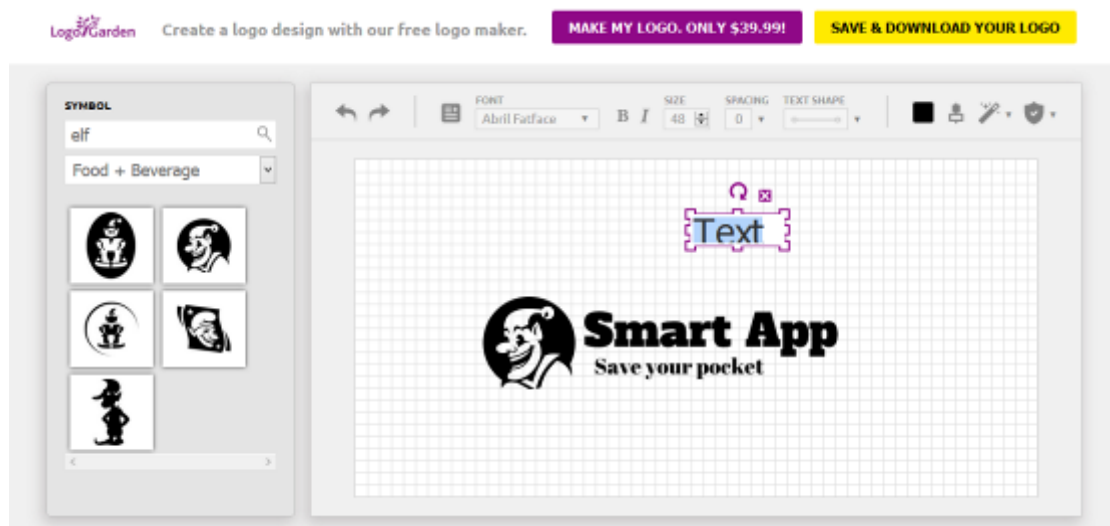 LogoGarden
Create a logo design with our free logo maker.
MAKE MY LOGO. ONLY $39.99!
SAVE & DOWNLOAD YOUR LOGO
SYMBOL
elf
Food + Beverage
FONT
Abril Fatface
B I
SIZE
48
SPACING
0
TEXT SHAPE
Text
Smart App
Save your pocket